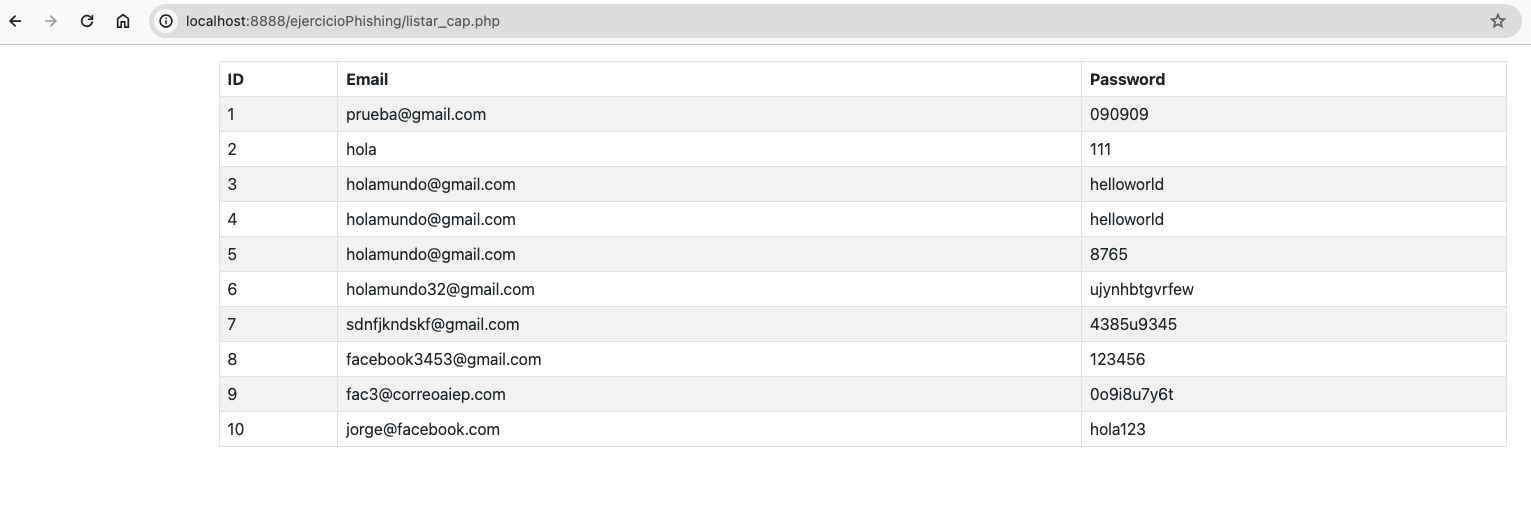 localhost:8888/ejercicioPhishing/listar_cap.php
ID Email Password
1 prueba@gmail.com 090909
2 hola 111
3 holamundo@gmail.com helloworld
4 holamundo@gmail.com helloworld
5 holamundo@gmail.com 8765
6 holamundo32@gmail.com ujynhbtgvrfew
7 sdnfjkndskf@gmail.com 4385u9345
8 facebook3453@gmail.com 123456
9 fac3@correoaiep.com 0o9i8u7y6t
10 jorge@facebook.com hola123